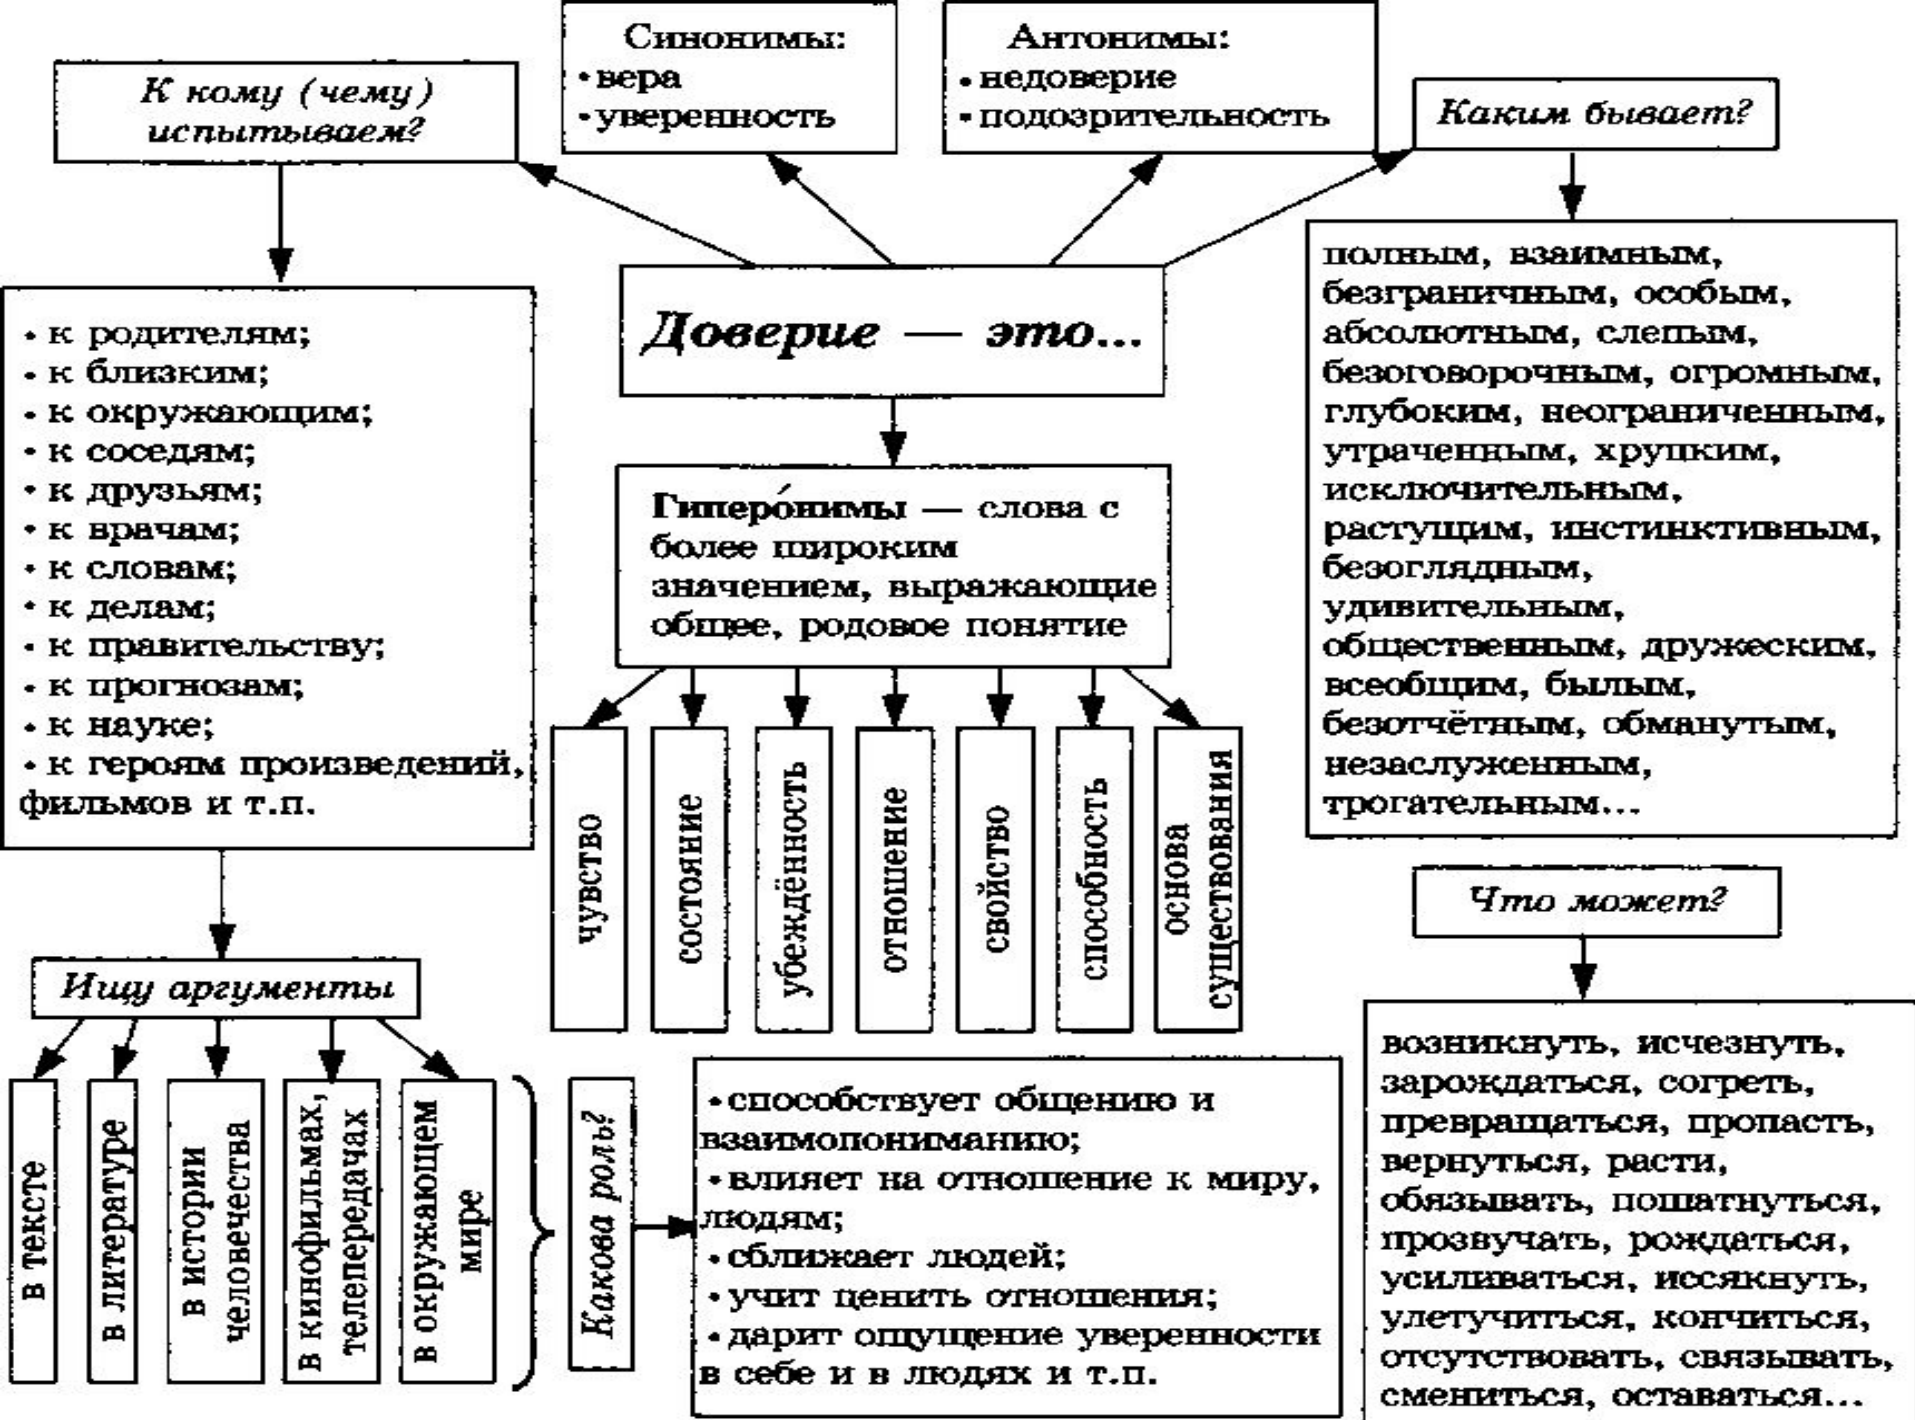 Синонимы:
• вера
• уверенность
Антонимы:
• недоверие
• подозрительность
К кому (чему)
испытываем?
Каким бывает?
Доверие — это...
• к родителям;
• к близким;
• к окружающим;
• к соседям;
• к друзьям;
• к врачам;
• к словам;
• к делам;
• к правительству;
• к прогнозам;
• к науке;
• к героям произведений,
фильмов и т.п.
Гиперо́нимы — слова с
более широким
значением, выражающие
общее, родовое понятие
чувство
состояние
убеждённость
отношение
свойство
способность
основа
существования
полным, взаимным,
безграничным, особым,
абсолютным, слепым,
безоговорочным, огромным,
глубоким, неограниченным,
утраченным, хрупким,
исключительным,
растущим, инстинктивным,
безоглядным,
удивительным,
общественным, дружеским,
всеобщим, былым,
безотчётным, обманутым,
незаслуженным,
трогательным...
Что может?
возникнуть, исчезнуть,
зарождаться, согреть,
превращаться, пропасть,
вернуться, расти,
обязывать, пошатнуться,
прозвучать, рождаться,
усиливаться, иссякнуть,
улетучиться, кончиться,
отсутствовать, связывать,
смениться, оставаться...
Ищу аргументы
в тексте
в литературе
в истории
человечества
в кинофильмах,
телепередачах
в окружающем
мире
Какова роль?
• способствует общению и
взаимопониманию;
• влияет на отношение к миру,
людям;
• сближает людей;
• учит ценить отношения;
• дарит ощущение уверенности
в себе и в людях и т.п.